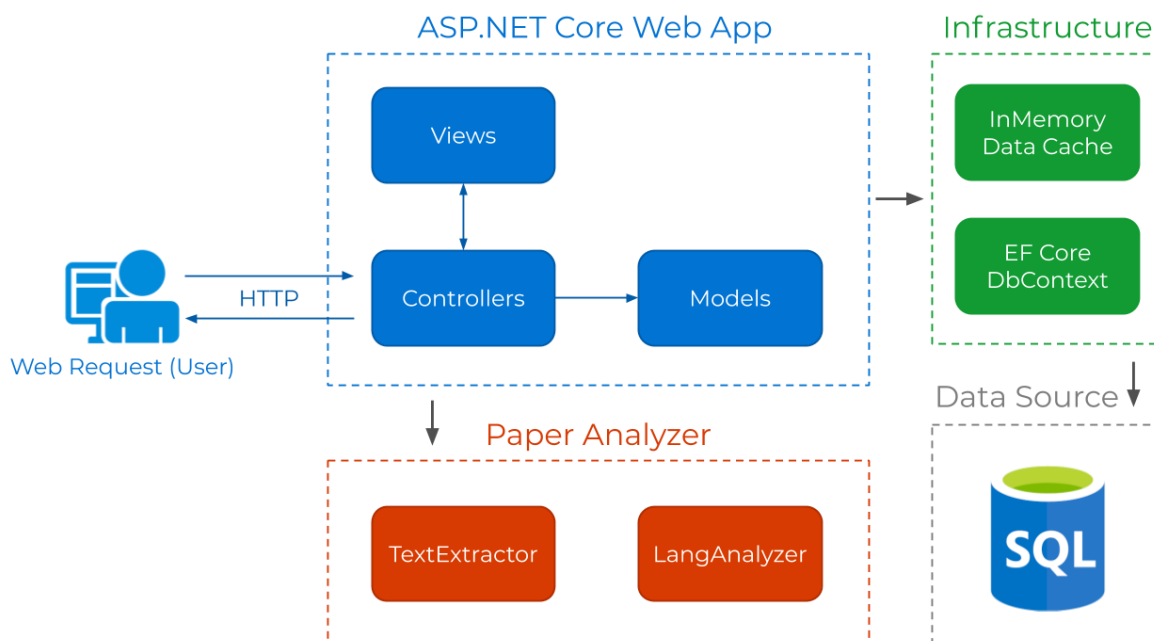 ASP.NET Core Web App
Infrastructure
Views
InMemory
Data Cache
HTTP
Controllers
Models
EF Core
DbContext
Web Request (User)
Data Source
Paper Analyzer
TextExtractor
LangAnalyzer
SQL